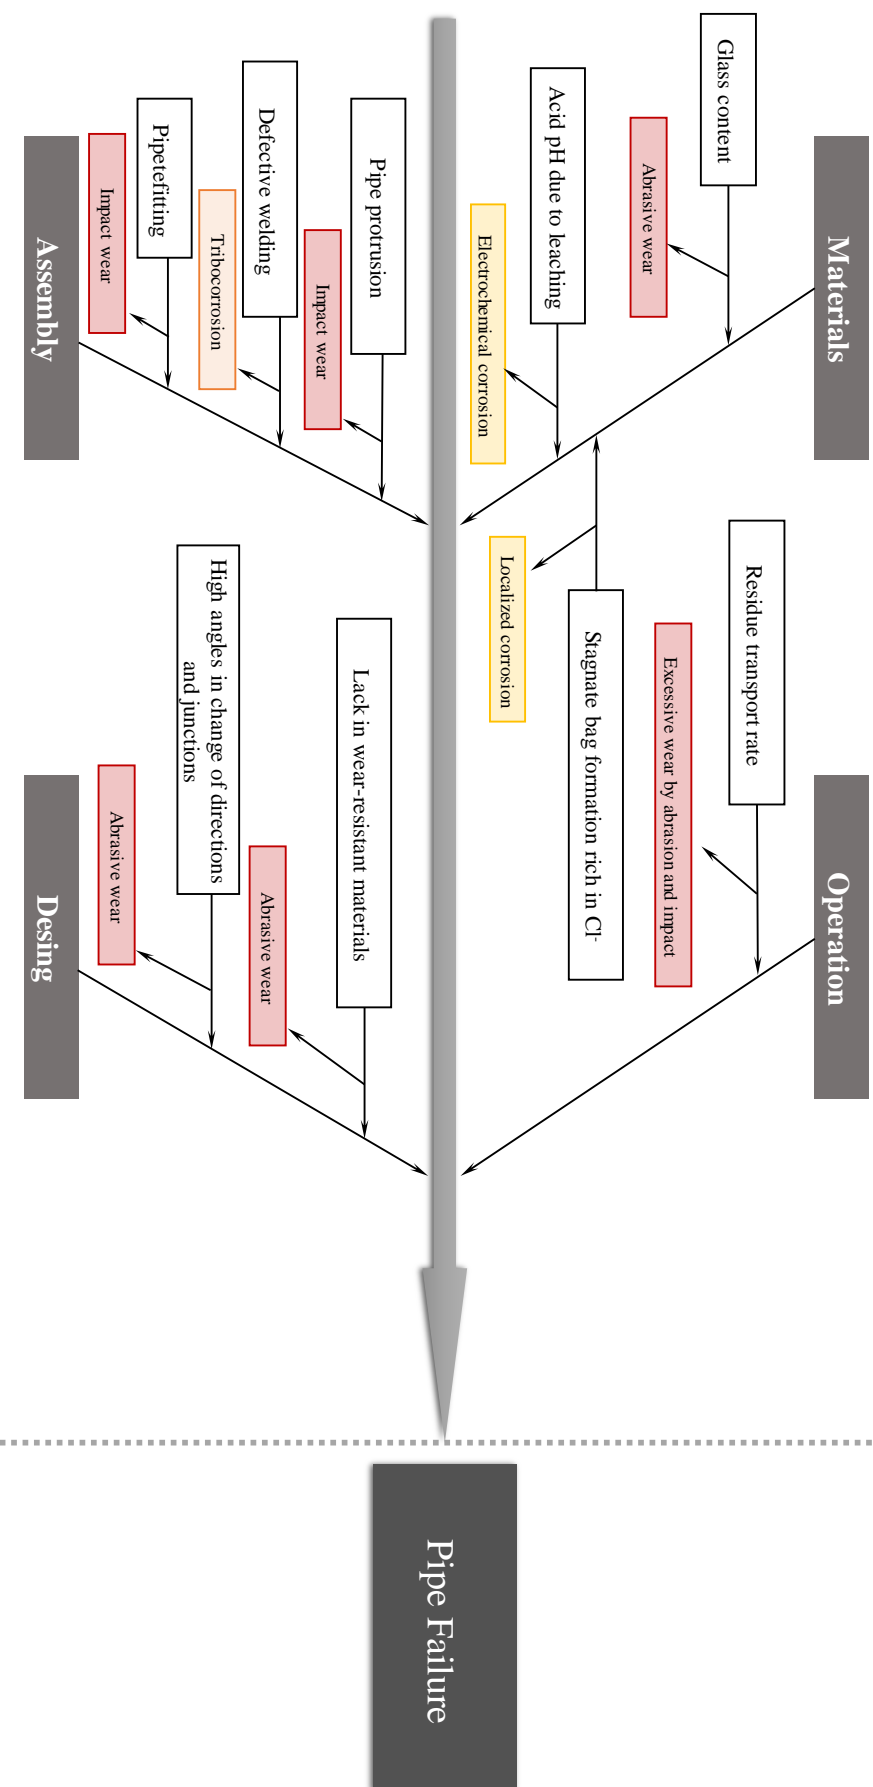 Materials
Operation
Glass content
Abrasive wear
Acid pH due to leaching
Electrochemical corrosion
Stagnate bag formation rich in Cl-
Localized corrosion
Residue transport rate
Excessive wear by abrasion and impact
Pipe protrusion
Impact wear
Defective welding
Tribocorrosion
Pipetefitting
Impact wear
Lack in wear-resistant materials
Abrasive wear
High angles in change of directions
and junctions
Abrasive wear
Assembly
Desing
Pipe Failure